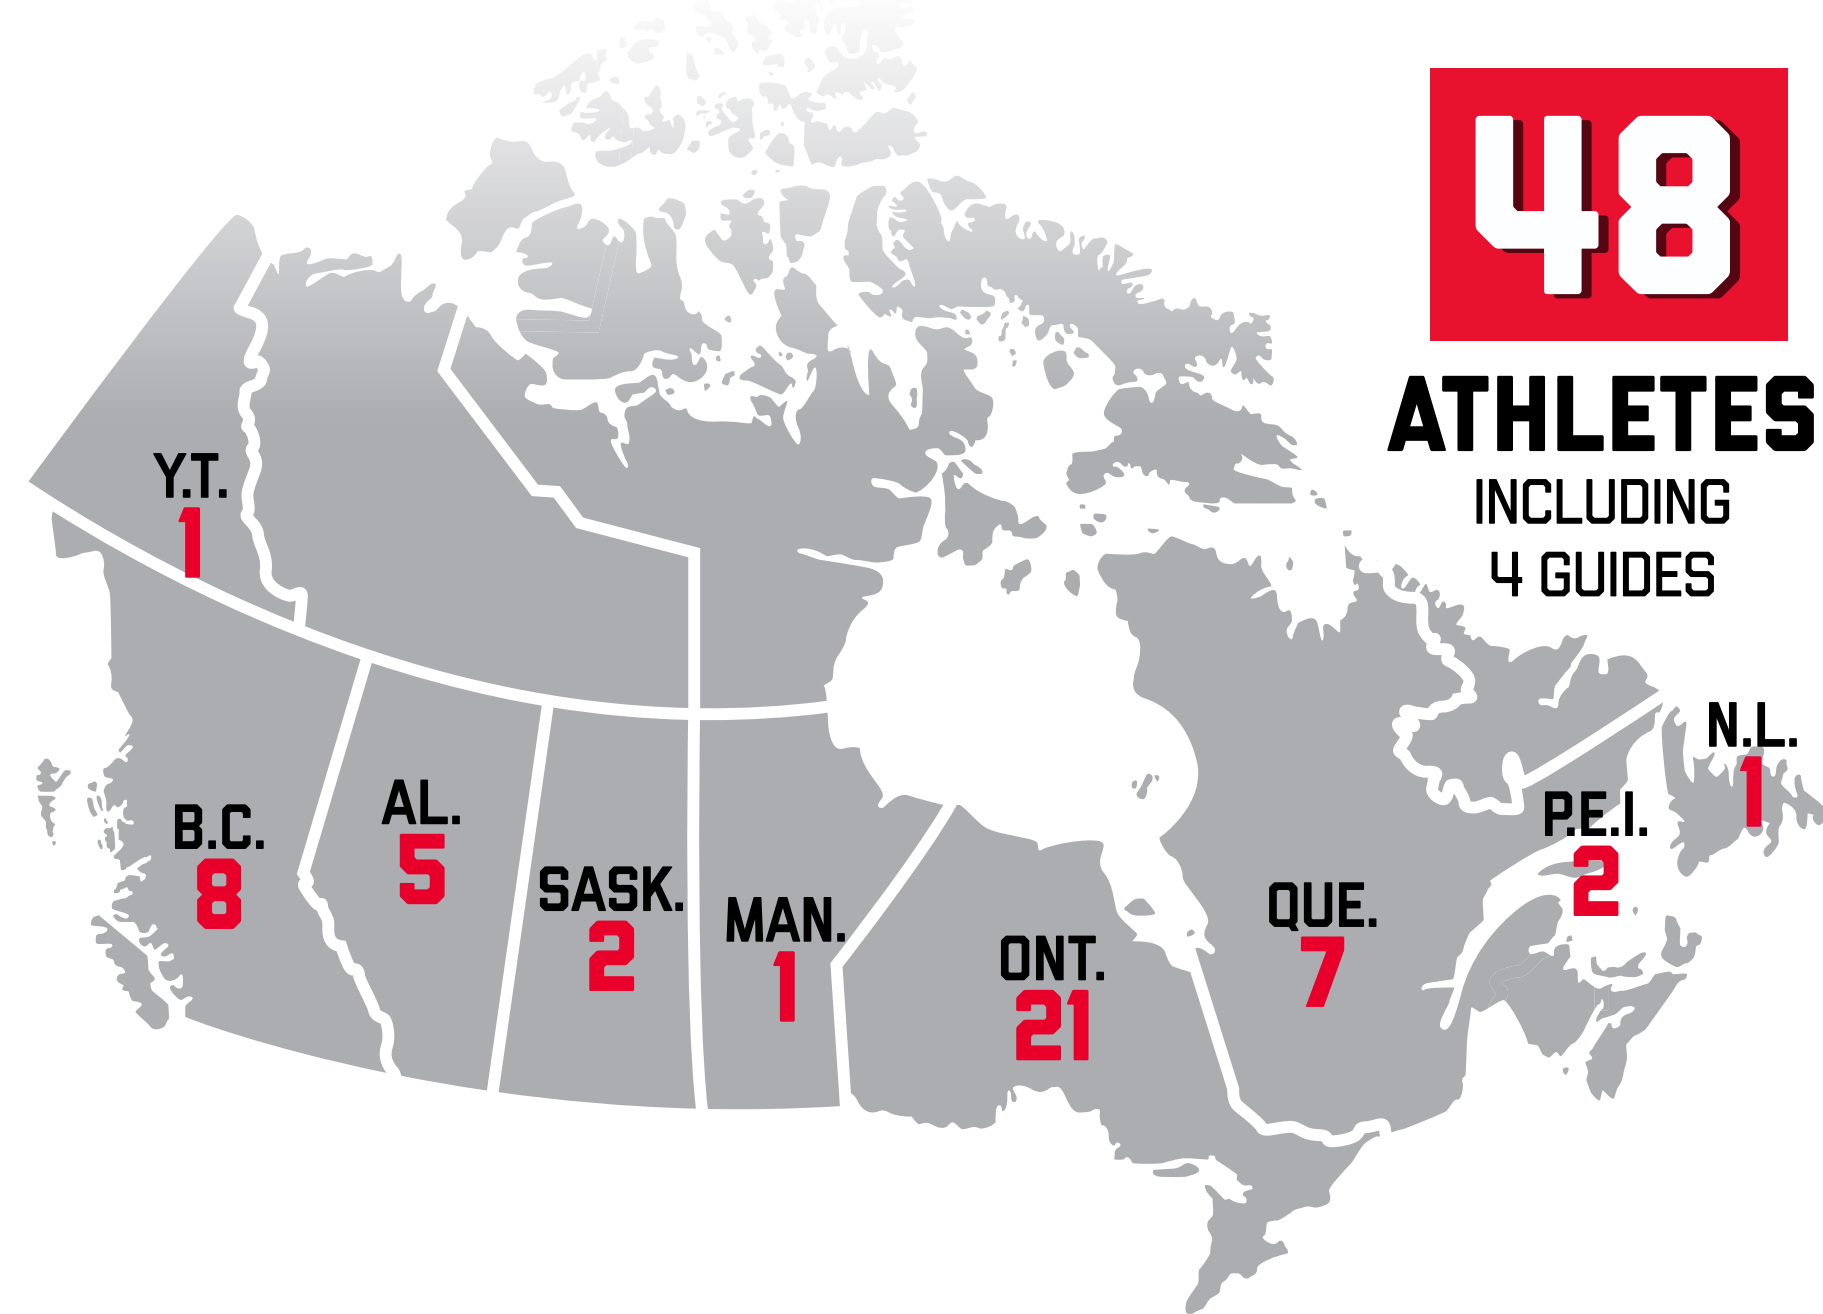 48
ATHLETES
INCLUDING
4 GUIDES
Y.T.
1
B.C.
8
AL.
5
SASK.
2
MAN.
1
ONT.
21
QUE.
7
P.E.I.
2
N.L.
1